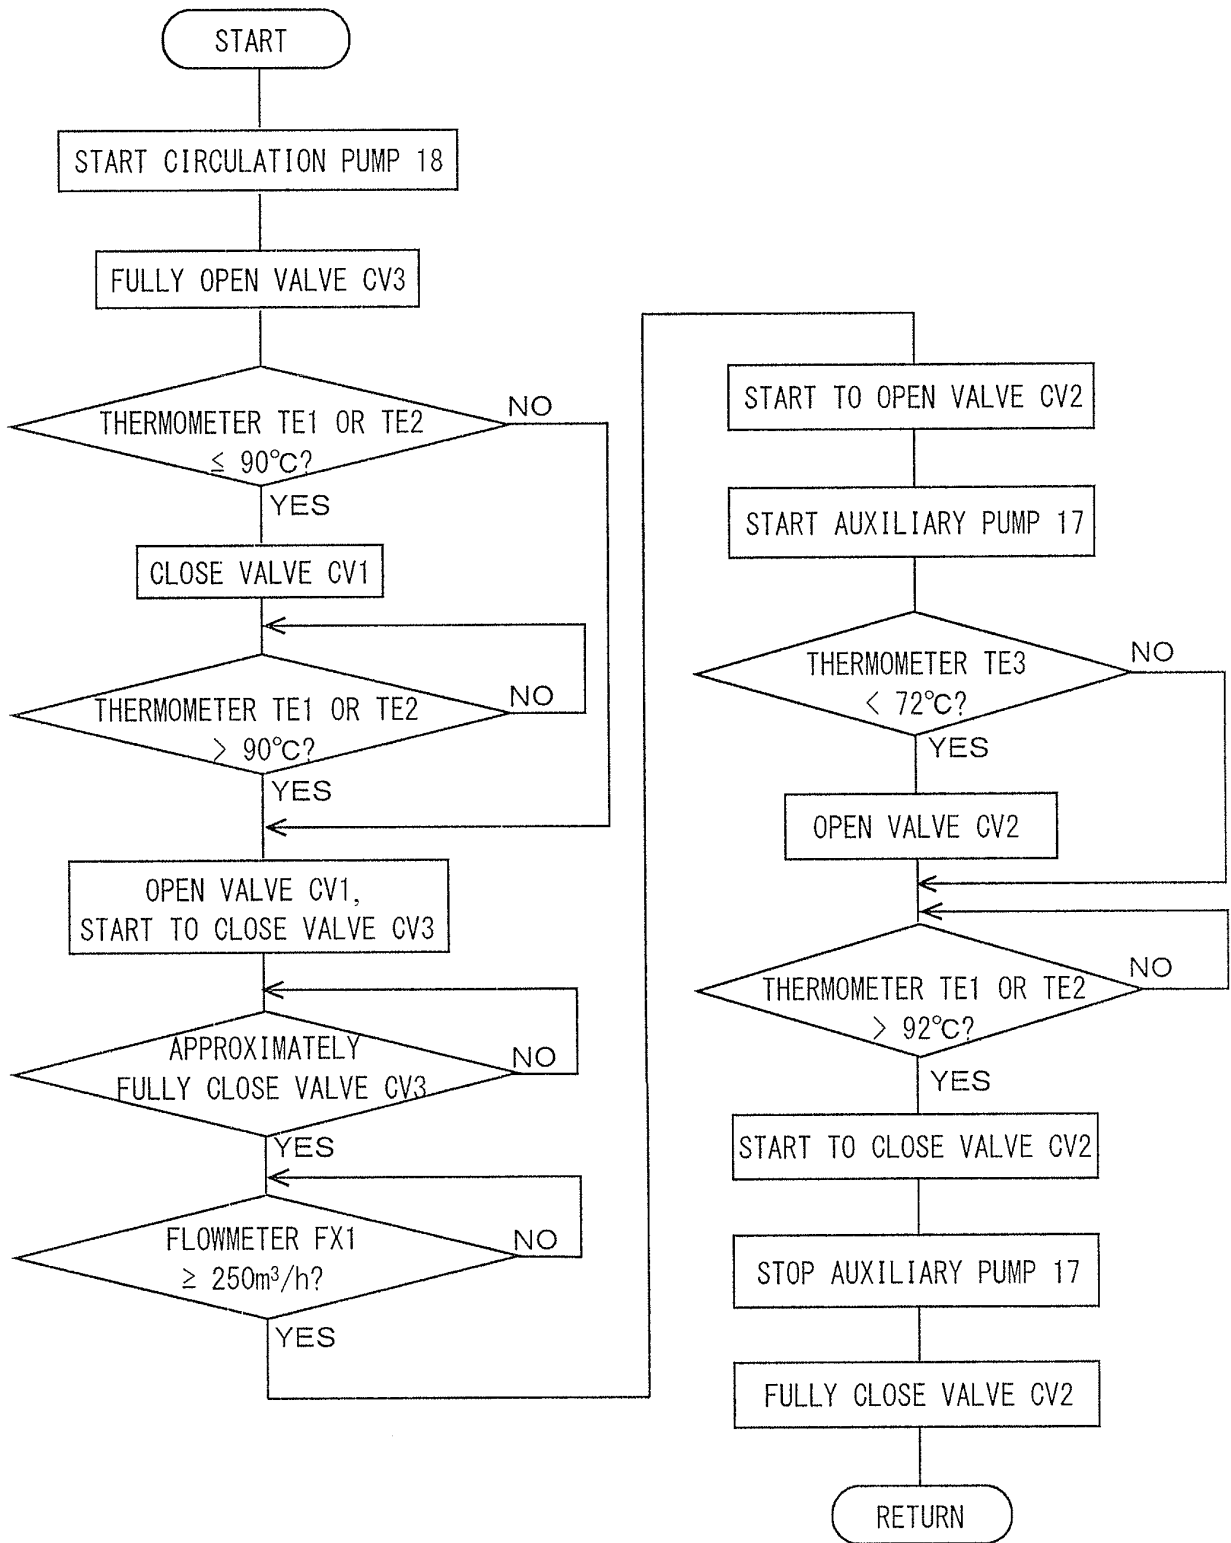 START
START CIRCULATION PUMP 18
FULLY OPEN VALVE CV3
THERMOMETER TE1 OR TE2
≦ 90℃?
NO
YES
CLOSE VALVE CV1
THERMOMETER TE1 OR TE2
> 90℃?
NO
YES
OPEN VALVE CV1,
START TO CLOSE VALVE CV3
APPROXIMATELY
FULLY CLOSE VALVE CV3
NO
YES
FLOWMETER FX1
≧ 250m³/h?
NO
YES
START TO OPEN VALVE CV2
START AUXILIARY PUMP 17
THERMOMETER TE3
< 72℃?
NO
YES
OPEN VALVE CV2
THERMOMETER TE1 OR TE2
> 92℃?
NO
YES
START TO CLOSE VALVE CV2
STOP AUXILIARY PUMP 17
FULLY CLOSE VALVE CV2
RETURN